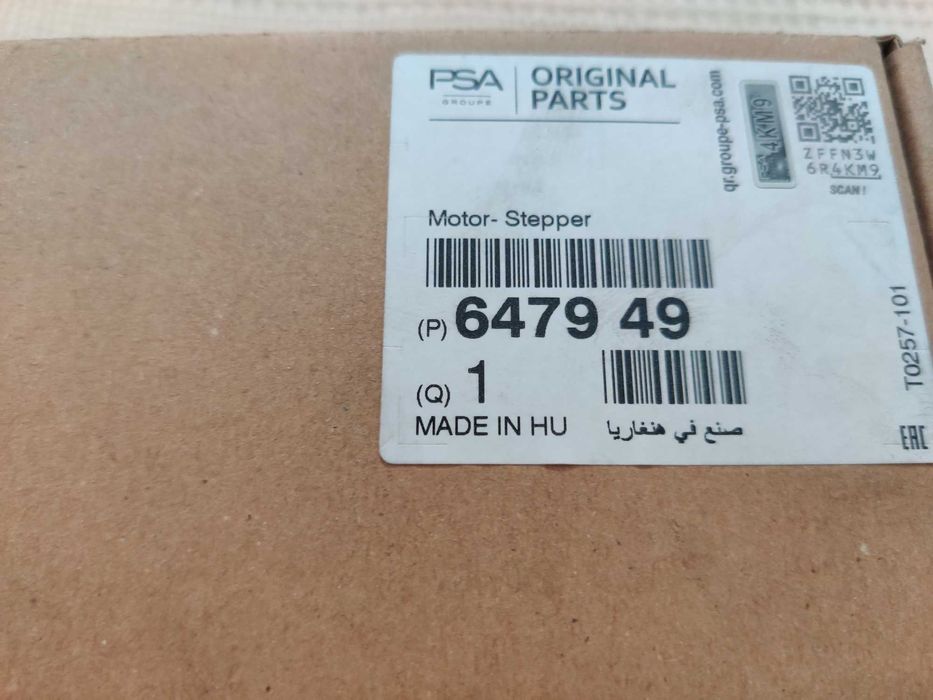 PSA
GROUPE
ORIGINAL
PARTS
qr.groupe-psa.com
4KM9
ZFFN3W
6R4KM9
SCAN!
Motor- Stepper
(P) 6479 49
(Q) 1
MADE IN HU
صنع في هنغاريا
T0257-101
EAC